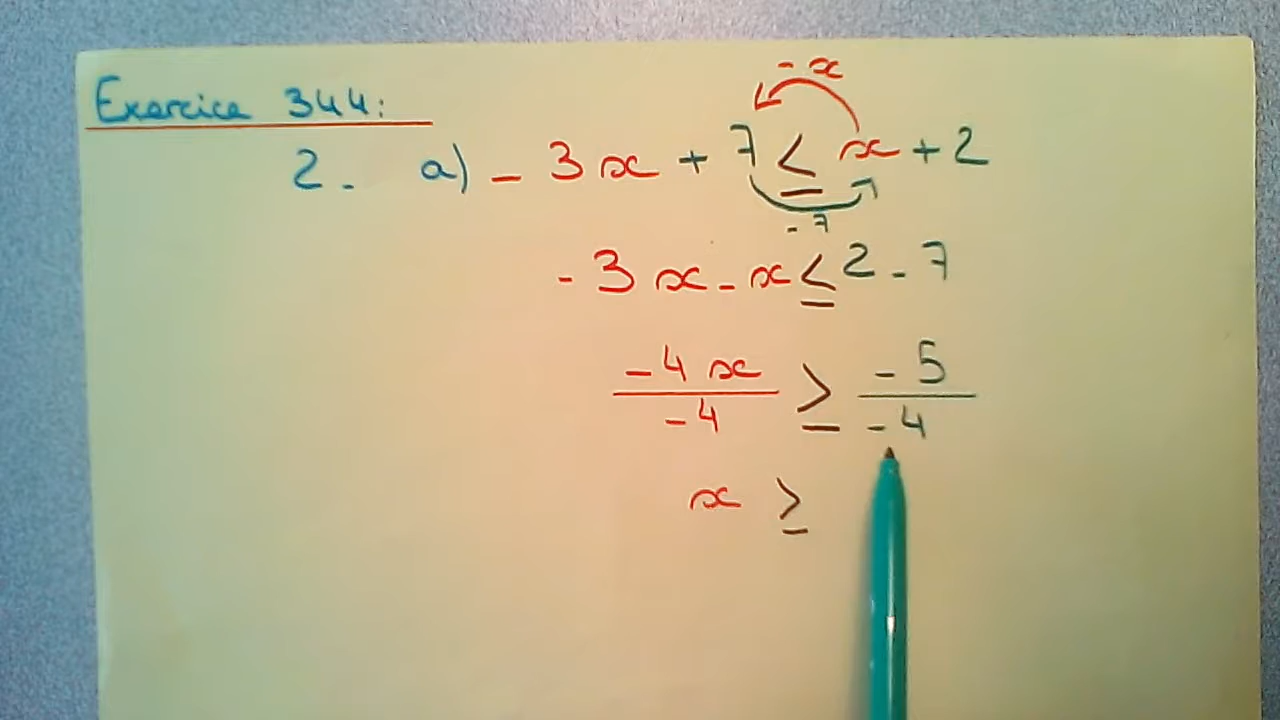 Exercice 344:
- x
2. a) - 3x + 7 ≤ x + 2
- 7
- 3x - x ≤ 2 - 7
- 4x ≥ - 5
- 4 - 4
x ≥